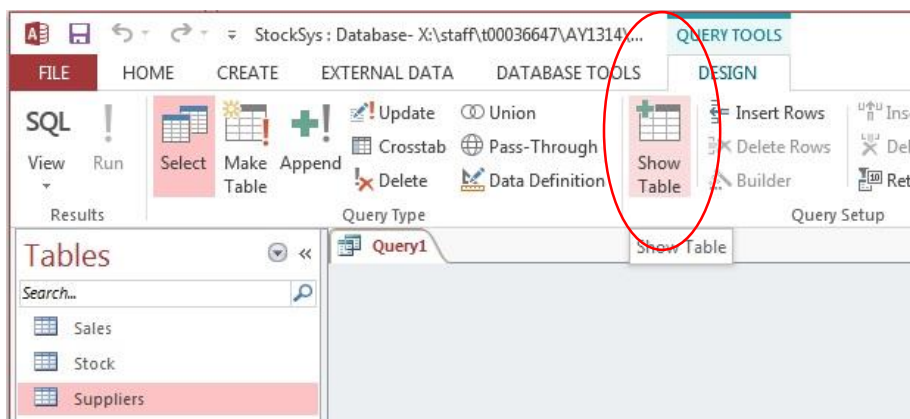 StockSys : Database- X:\staff\t00036647\AY1314\... QUERY TOOLS
FILE HOME CREATE EXTERNAL DATA DATABASE TOOLS DESIGN
SQL
View
Run
Select
Make
Table
Append
Update
Crosstab
Delete
Union
Pass-Through
Data Definition
Show
Table
Insert Rows
Delete Rows
Builder
Results
Query Type
Query Setup
Tables
Query1
Show Table
Search...
Sales
Stock
Suppliers